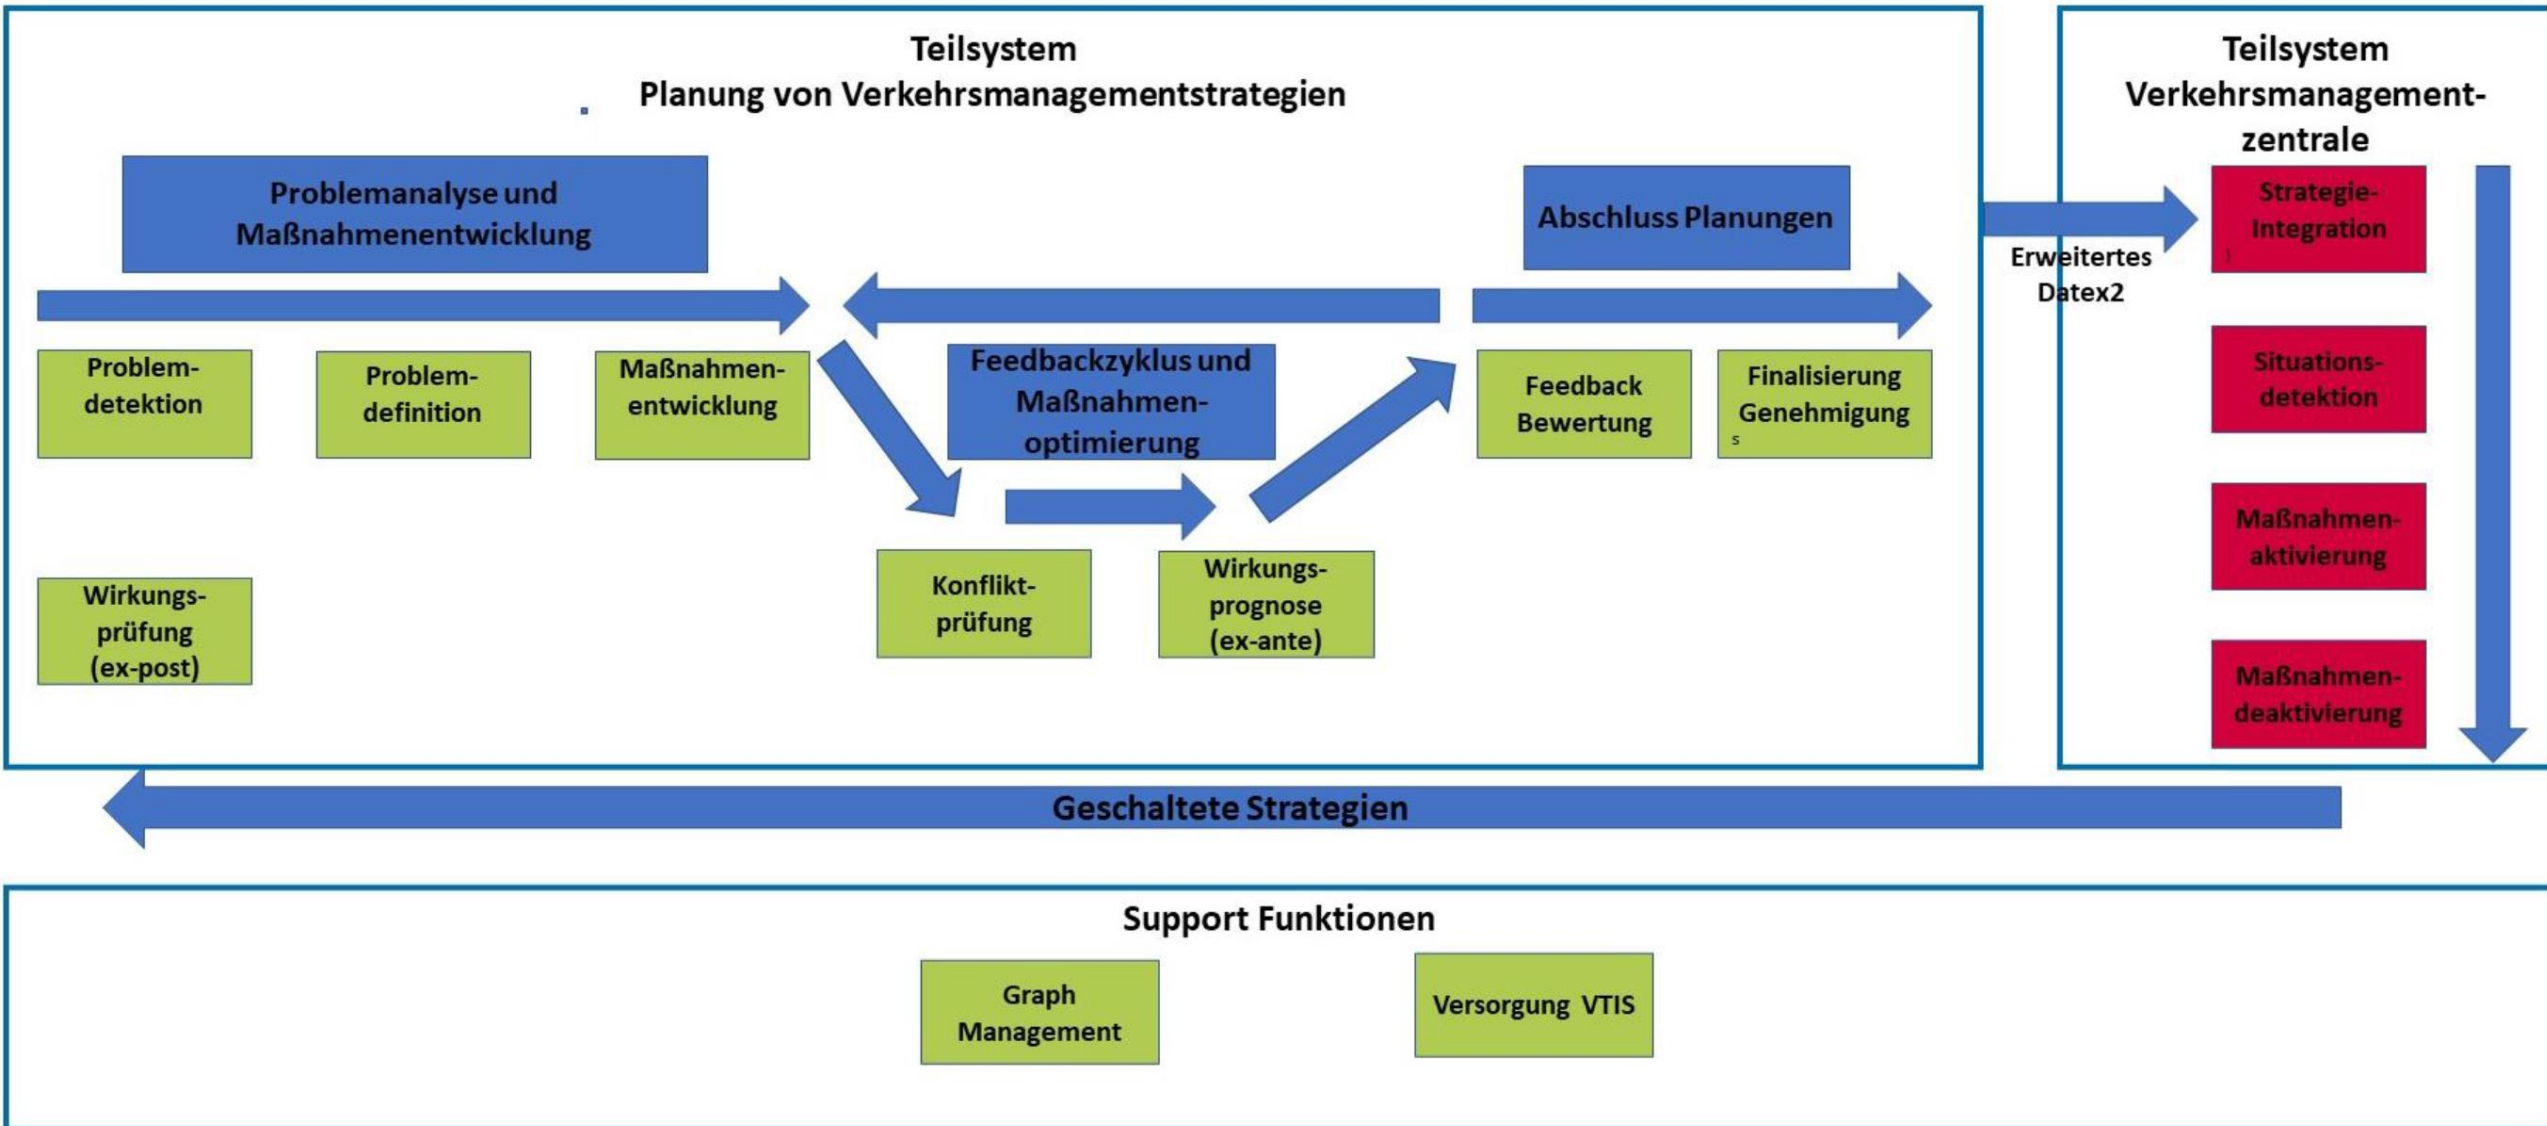 Teilsystem
Planung von Verkehrsmanagementstrategien
Problemanalyse und
Maßnahmenentwicklung
Abschluss Planungen
Problem-
detektion
Problem-
definition
Maßnahmen-
entwicklung
Feedbackzyklus und
Maßnahmen-
optimierung
Feedback
Bewertung
Finalisierung
Genehmigung
s
Wirkungs-
prüfung
(ex-post)
Konflikt-
prüfung
Wirkungs-
prognose
(ex-ante)
Erweitertes
Datex2
Teilsystem
Verkehrsmanagement-
zentrale
Strategie-
Integration
Situations-
detektion
Maßnahmen-
aktivierung
Maßnahmen-
deaktivierung
Geschaltete Strategien
Support Funktionen
Graph
Management
Versorgung VTIS